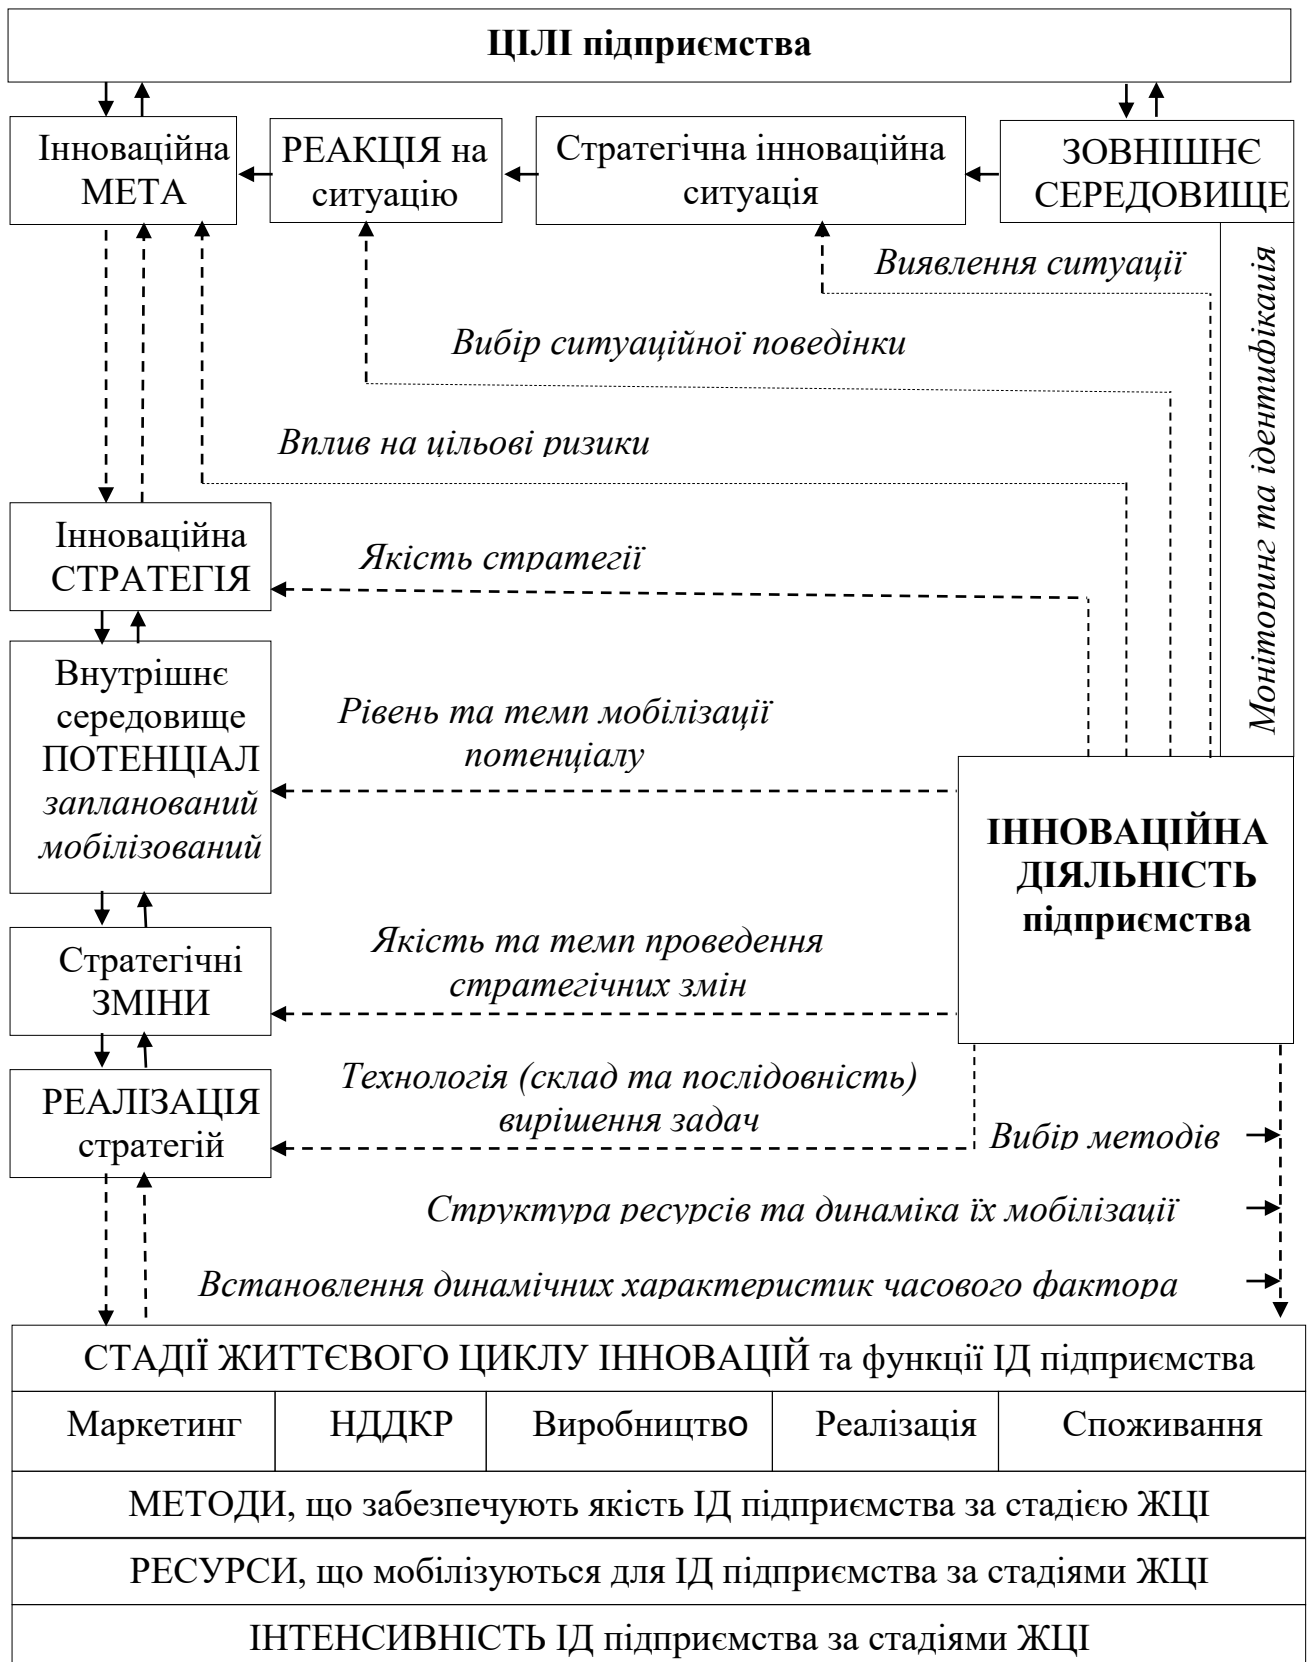 ЦІЛІ підприємства
Інноваційна
МЕТА
РЕАКЦІЯ на
ситуацію
Стратегічна інноваційна
ситуація
ЗОВНІШНЄ
СЕРЕДОВИЩЕ
Виявлення ситуації
Моніторинг та ідентифікація
Вибір ситуаційної поведінки
Вплив на цільові ризики
Інноваційна
СТРАТЕГІЯ
Якість стратегії
Внутрішнє
середовище
ПОТЕНЦІАЛ
запланований
мобілізований
Рівень та темп мобілізації
потенціалу
ІННОВАЦІЙНА
ДІЯЛЬНІСТЬ
підприємства
Стратегічні
ЗМІНИ
Якість та темп проведення
стратегічних змін
РЕАЛІЗАЦІЯ
стратегій
Технологія (склад та послідовність)
вирішення задач
Вибір методів
Структура ресурсів та динаміка їх мобілізації
Встановлення динамічних характеристик часового фактора
СТАДІЇ ЖИТТЄВОГО ЦИКЛУ ІННОВАЦІЙ та функції ІД підприємства
Маркетинг НДДКР Виробництво Реалізація Споживання
МЕТОДИ, що забезпечують якість ІД підприємства за стадією ЖЦІ
РЕСУРСИ, що мобілізуються для ІД підприємства за стадіями ЖЦІ
ІНТЕНСИВНІСТЬ ІД підприємства за стадіями ЖЦІ